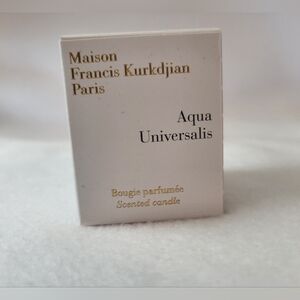 Maison
Francis Kurkdjian
Paris
Aqua
Universalis
Bougie parfumée
Scented candle